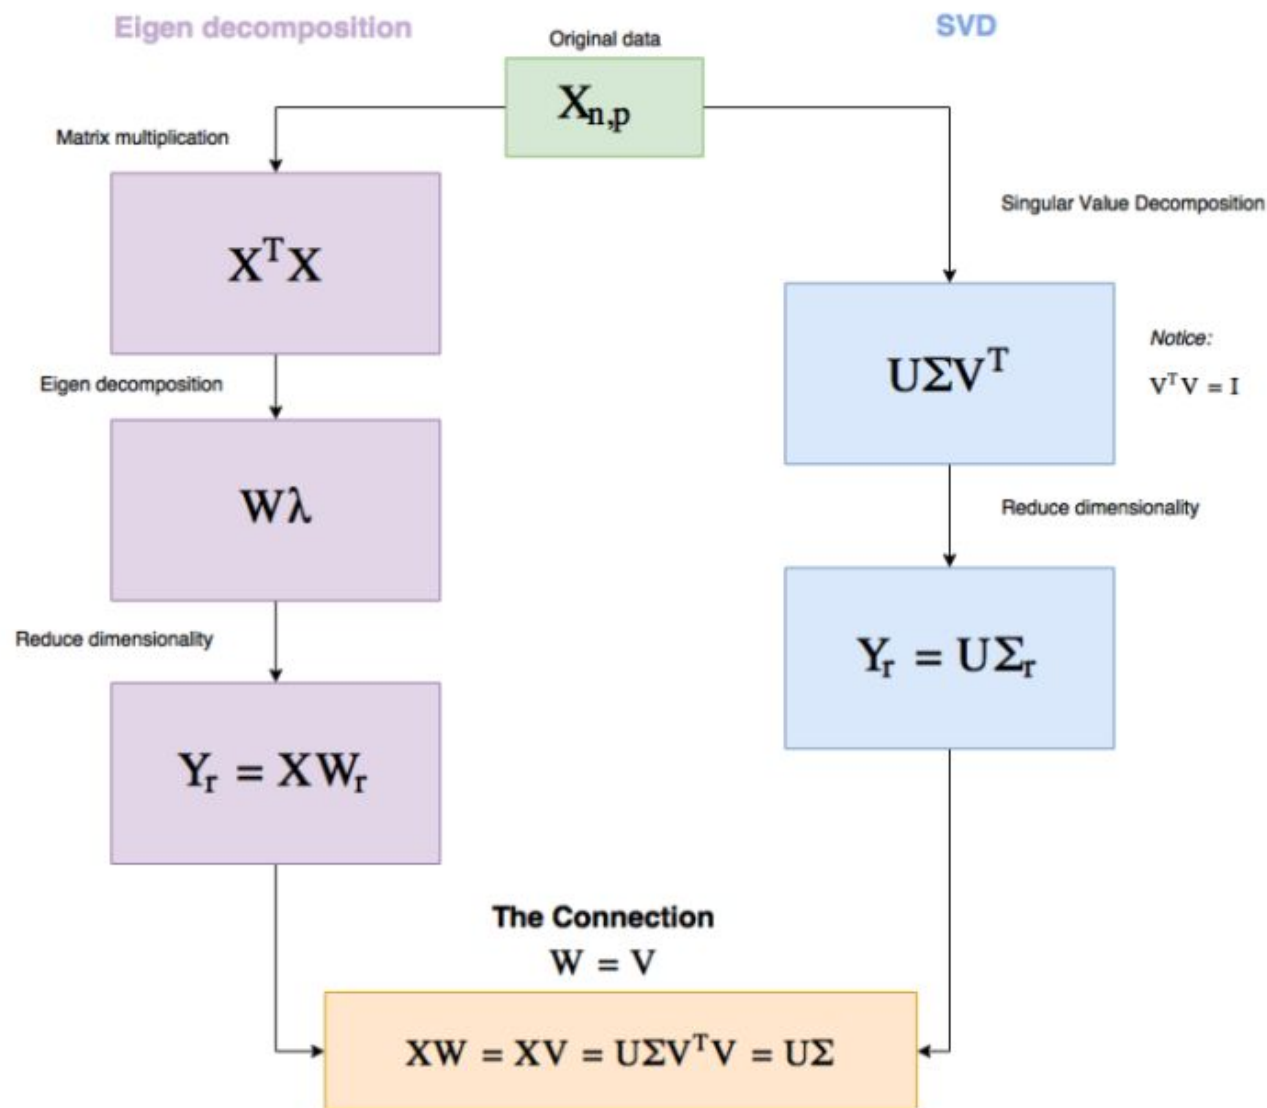 Eigen decomposition
SVD
Original data
Xₙ,ₚ
Matrix multiplication
XᵀX
Singular Value Decomposition
UΣVᵀ
Notice:
VᵀV = I
Eigen decomposition
Wλ
Reduce dimensionality
Yᵣ = UΣᵣ
Reduce dimensionality
Yᵣ = XWᵣ
The Connection
W = V
XW = XV = UΣVᵀV = UΣ